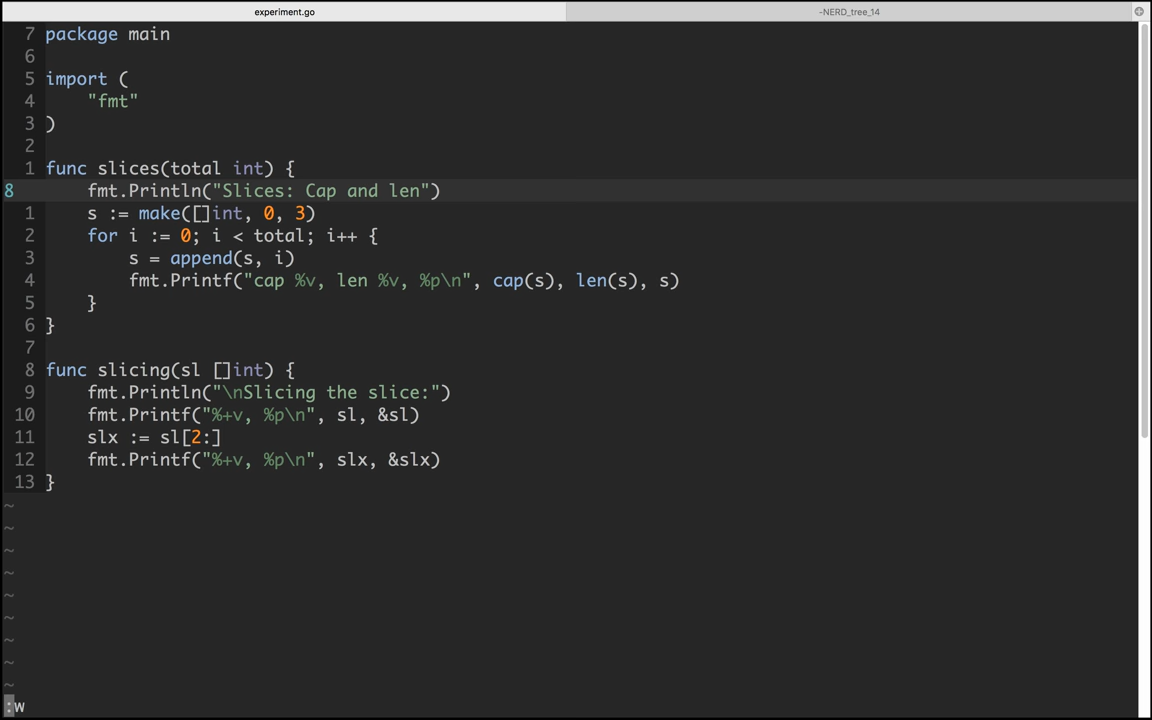 experiment.go
~NERD_tree_14
7 package main
6
5 import (
4     "fmt"
3 )
2
1 func slices(total int) {
8     fmt.Println("Slices: Cap and len")
1     s := make([]int, 0, 3)
2     for i := 0; i < total; i++ {
3         s = append(s, i)
4         fmt.Printf("cap %v, len %v, %p\n", cap(s), len(s), s)
5     }
6 }
7
8 func slicing(sl []int) {
9     fmt.Println("\nSlicing the slice:")
10     fmt.Printf("%+v, %p\n", sl, &sl)
11     slx := sl[2:]
12     fmt.Printf("%+v, %p\n", slx, &slx)
13 }
~
~
~
~
~
~
~
~
~
:w